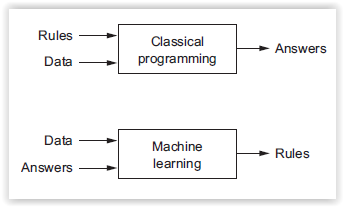 Rules
Data
Classical
programming
Answers
Data
Answers
Machine
learning
Rules